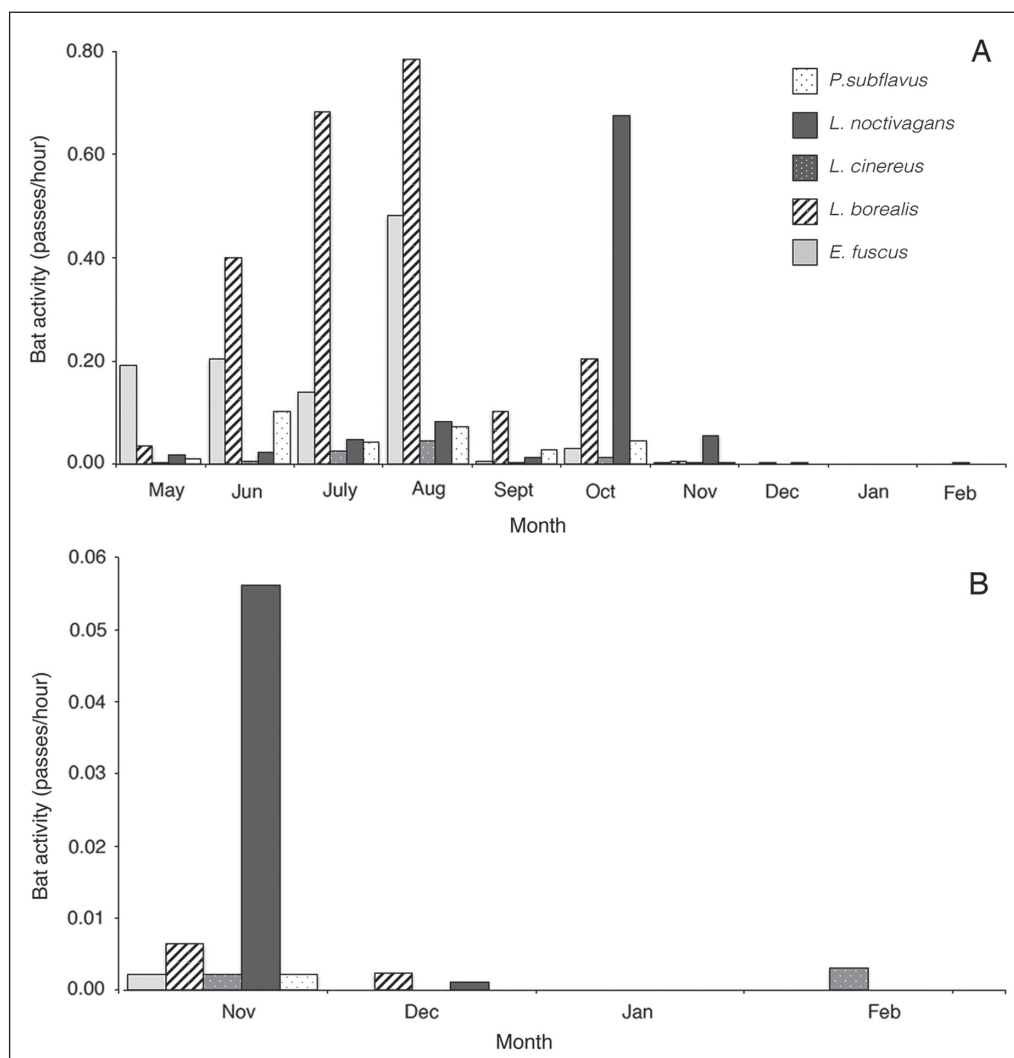 A
0.80
0.60
0.40
0.20
0.00
Bat activity (passes/hour)
P.subflavus
L. noctivagans
L. cinereus
L. borealis
E. fuscus
May Jun July Aug Sept Oct Nov Dec Jan Feb
Month
B
0.06
0.05
0.04
0.03
0.02
0.01
0.00
Bat activity (passes/hour)
Nov Dec Jan Feb
Month